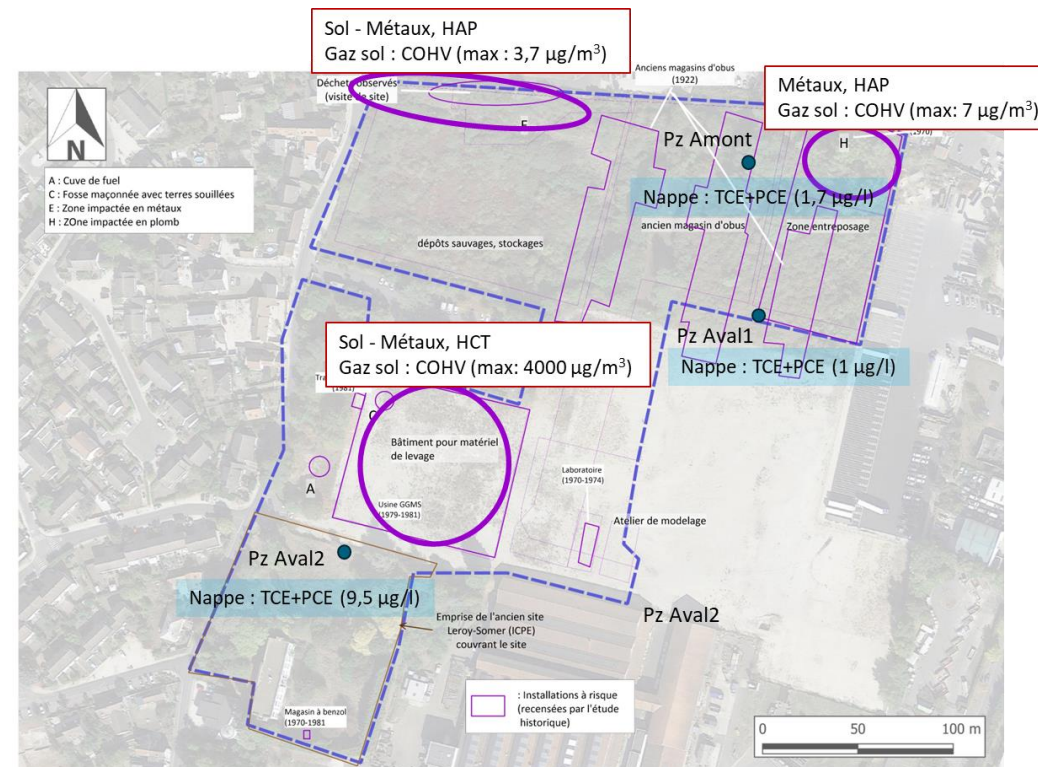 Sol - Métaux, HAP
Gaz sol : COHV (max : 3,7 µg/m³)
Anciens magasins d'obus
(1922)
Métaux, HAP
Gaz sol : COHV (max: 7 µg/m³)
Déchets observés
(visite de site)
N
A : Cuve de fuel
C : Fosse maçonnée avec terres souillées
E : Zone impactée en métaux
H : ZOne impactée en plomb
Pz Amont
H
Nappe : TCE+PCE (1,7 µg/l)
dépôts sauvages, stockages
ancien magasin d'obus
Zone entreposage
Pz Aval1
Nappe : TCE+PCE (1 µg/l)
Sol - Métaux, HCT
Gaz sol : COHV (max: 4000 µg/m³)
Bâtiment pour matériel
de levage
A
Usine GGMS
(1979-1981)
Laboratoire
(1970-1974)
Atelier de modelage
Pz Aval2
Nappe : TCE+PCE (9,5 µg/l)
Pz Aval2
Emprise de l'ancien site
Leroy-Somer (ICPE)
couvrant le site
Magasin à benzol
(1970-1981
: Installations à risque
(recensées par l'étude
historique)
0 50 100 m